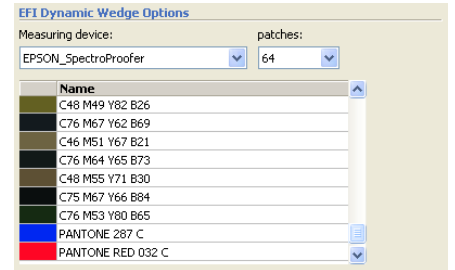 EFI Dynamic Wedge Options
Measuring device: patches:
EPSON_SpectroProofer 64
Name
C48 M49 Y82 B26
C76 M67 Y62 B69
C46 M51 Y67 B21
C76 M64 Y65 B73
C48 M55 Y71 B30
C75 M67 Y66 B84
C76 M53 Y80 B65
PANTONE 287 C
PANTONE RED 032 C